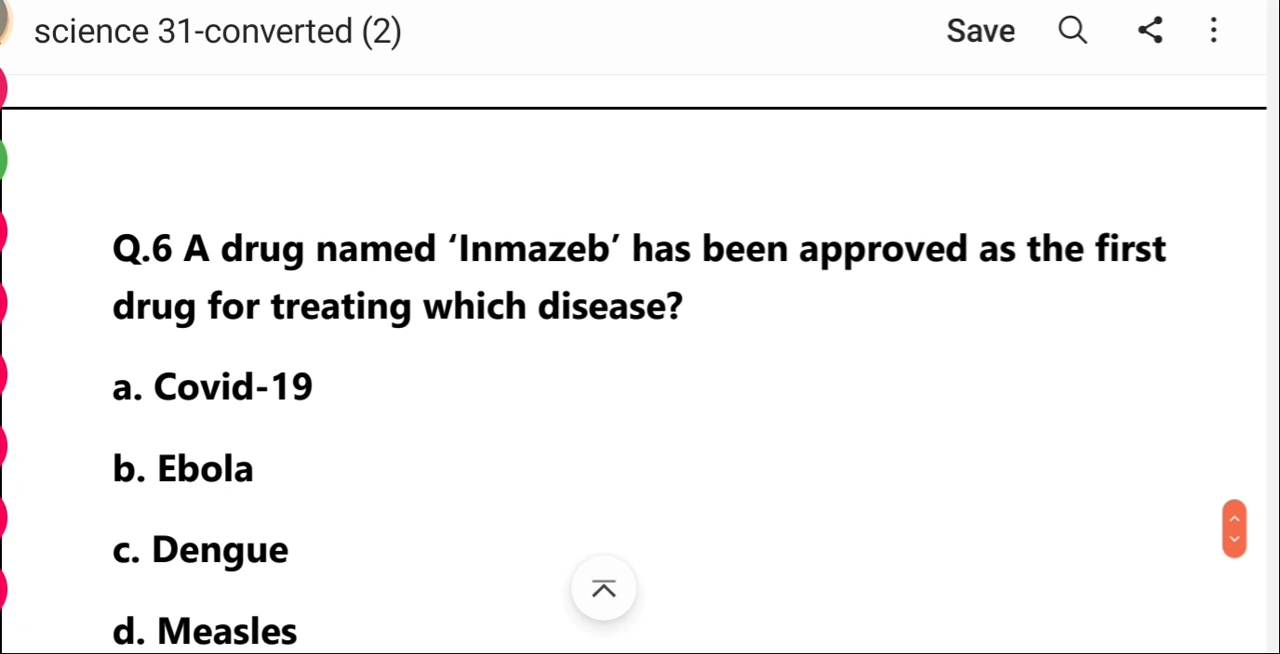 science 31-converted (2) Save
Q.6 A drug named ‘Inmazeb’ has been approved as the first
drug for treating which disease?
a. Covid-19
b. Ebola
c. Dengue
d. Measles